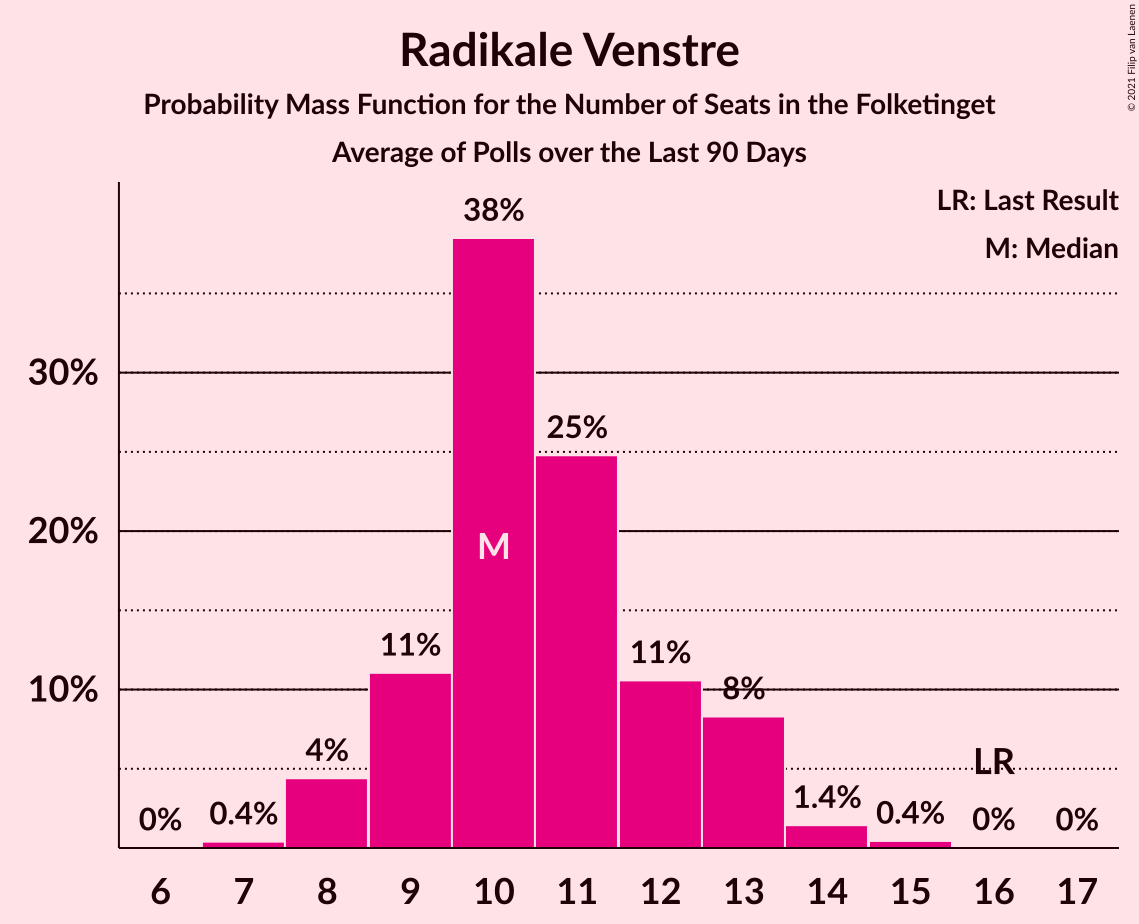 Radikale Venstre
Probability Mass Function for the Number of Seats in the Folketinget
Average of Polls over the Last 90 Days
© 2021 Filip van Laenen
LR: Last Result
M: Median
38%
30%
25%
20%
M
11%
11%
10%
8%
4%
LR
0%
0.4%
1.4%
0.4%
0%
0%
6 7 8 9 10 11 12 13 14 15 16 17